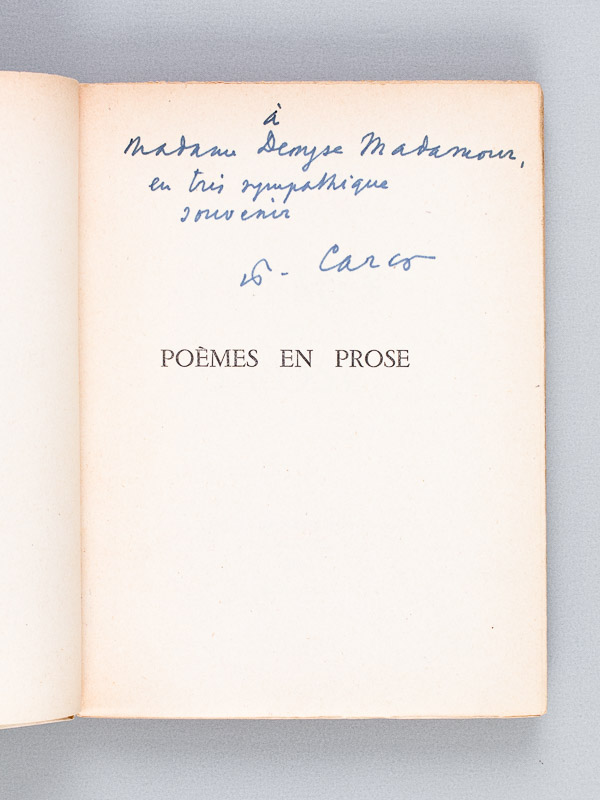 à
Madame Denyse Madamour,
en très sympathique
souvenir
F. Carco
POÈMES EN PROSE